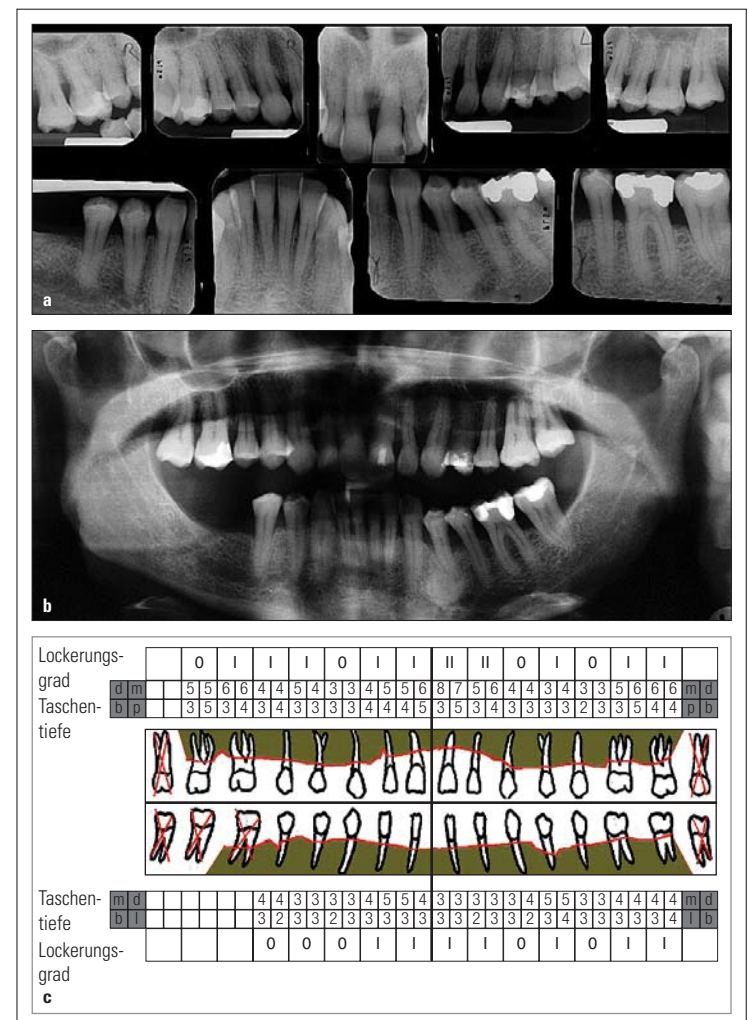 a
b
Lockerungs-
grad
0 I I I 0 I I II II 0 I 0 I I
d m 5 5 6 6 4 4 5 4 3 3 4 5 5 6 8 7 5 6 4 4 3 4 3 3 5 6 6 6 m d
Taschen-
tiefe
b p 3 5 3 4 3 4 3 3 3 3 4 4 4 5 3 5 3 4 3 3 3 3 2 3 3 5 4 4 p b
Taschen-
tiefe
m d 4 4 3 3 3 3 4 5 5 4 3 3 3 3 3 4 5 5 3 3 4 4 4 4 m d
b l 3 2 3 3 2 3 3 3 3 3 3 3 2 3 3 2 3 4 3 3 3 3 3 4 l b
Lockerungs-
grad
0 0 0 I I I I 0 I 0 I I
c